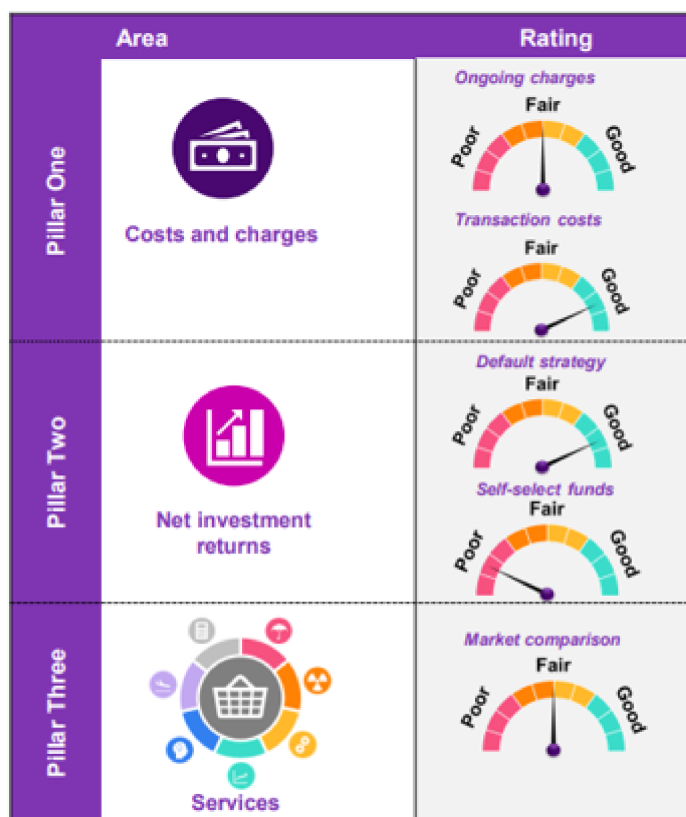 Area
Rating
Pillar One
Costs and charges
Ongoing charges
Fair
Poor
Good
Transaction costs
Fair
Poor
Good
Pillar Two
Net investment
returns
Default strategy
Fair
Poor
Good
Self-select funds
Fair
Poor
Good
Pillar Three
Services
Market comparison
Fair
Poor
Good